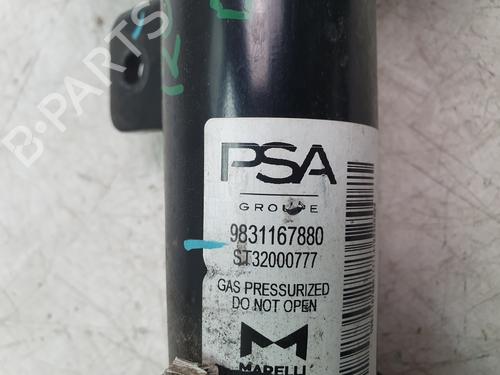 B-PARTS
PSA
GROUPE
9831167880
ST32000777
GAS PRESSURIZED
DO NOT OPEN
MARELLI